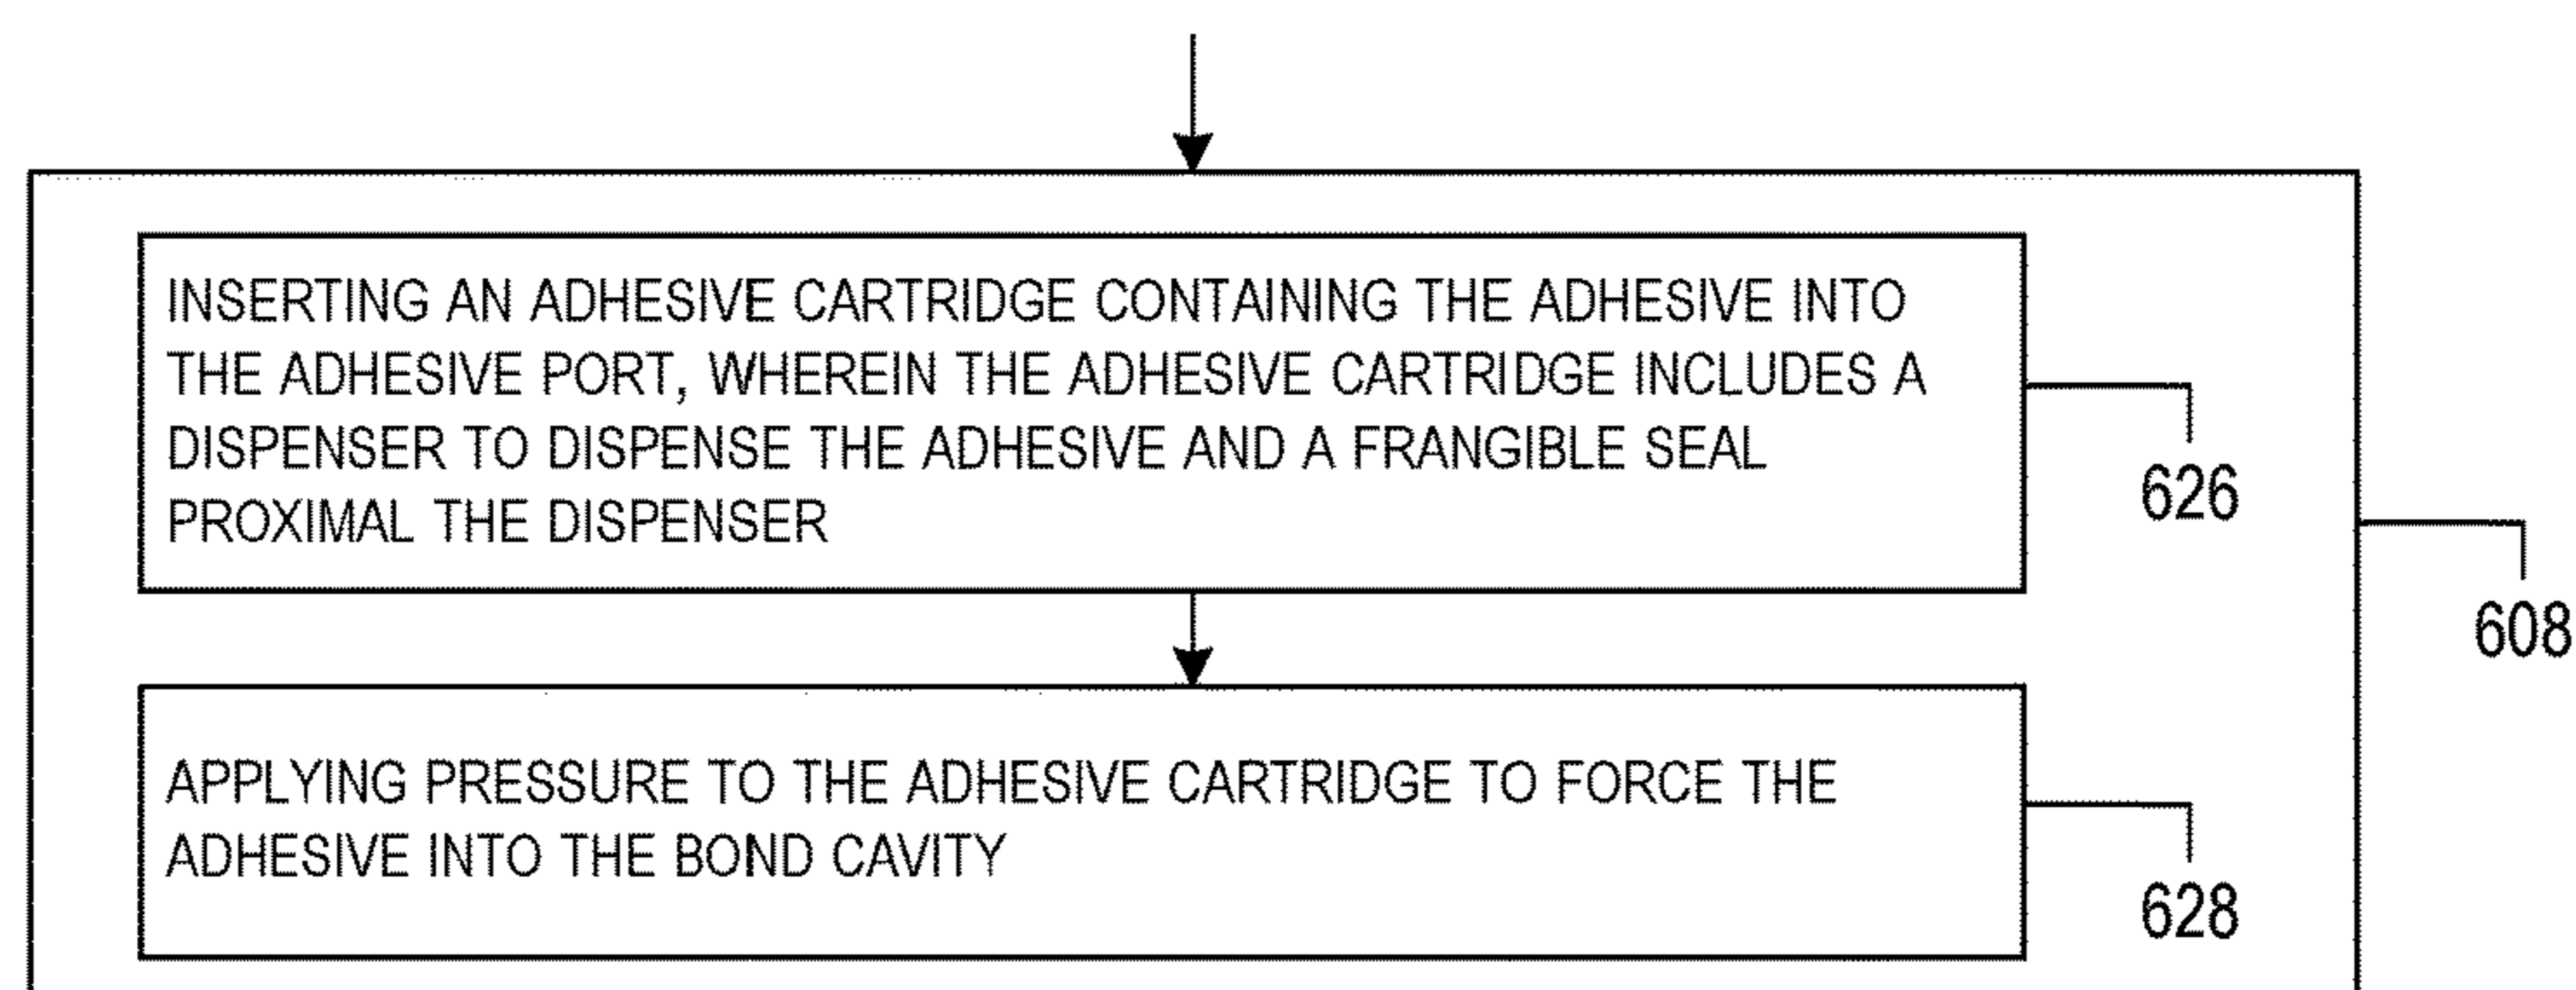 INSERTING AN ADHESIVE CARTRIDGE CONTAINING THE ADHESIVE INTO
THE ADHESIVE PORT, WHEREIN THE ADHESIVE CARTRIDGE INCLUDES A
DISPENSER TO DISPENSE THE ADHESIVE AND A FRANGIBLE SEAL
PROXIMAL THE DISPENSER
626
608
APPLYING PRESSURE TO THE ADHESIVE CARTRIDGE TO FORCE THE
ADHESIVE INTO THE BOND CAVITY
628